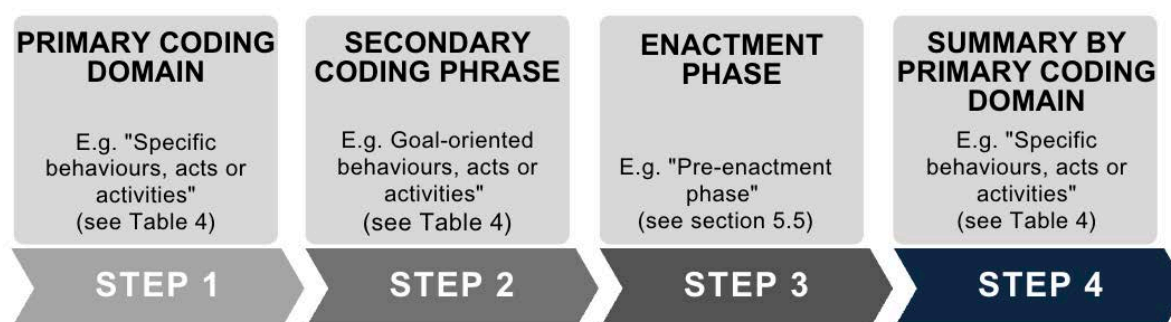 PRIMARY CODING
DOMAIN
E.g. "Specific
behaviours, acts or
activities"
(see Table 4)
STEP 1
SECONDARY
CODING PHRASE
E.g. Goal-oriented
behaviours, acts or
activities"
(see Table 4)
STEP 2
ENACTMENT
PHASE
E.g. "Pre-enactment
phase"
(see section 5.5)
STEP 3
SUMMARY BY
PRIMARY CODING
DOMAIN
E.g. "Specific
behaviours, acts or
activities"
(see Table 4)
STEP 4